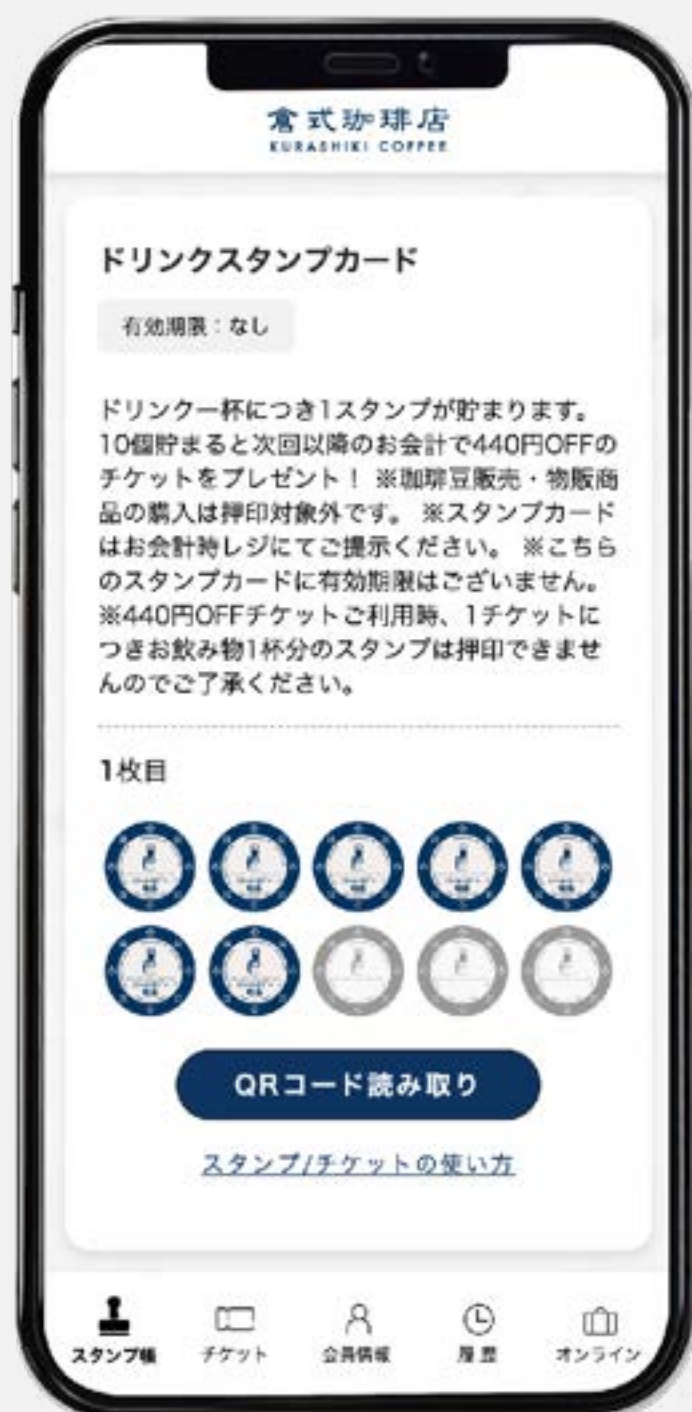 倉式珈琲店
KURASHIKI COFFEE
ドリンクスタンプカード
有効期限：なし
ドリンク一杯につき1スタンプが貯まります。
10個貯まると次回以降のお会計で440円OFFの
チケットをプレゼント！ ※珈琲豆販売・物販商
品の購入は押印対象外です。 ※スタンプカード
はお会計時レジにてご提示ください。 ※こちら
のスタンプカードに有効期限はございません。
※440円OFFチケットご利用時、1チケットに
つきお飲み物1杯分のスタンプは押印できませ
んのでご了承ください。
1枚目
QRコード読み取り
スタンプ/チケットの使い方
スタンプ帳 チケット 会員情報 履歴 オンライン